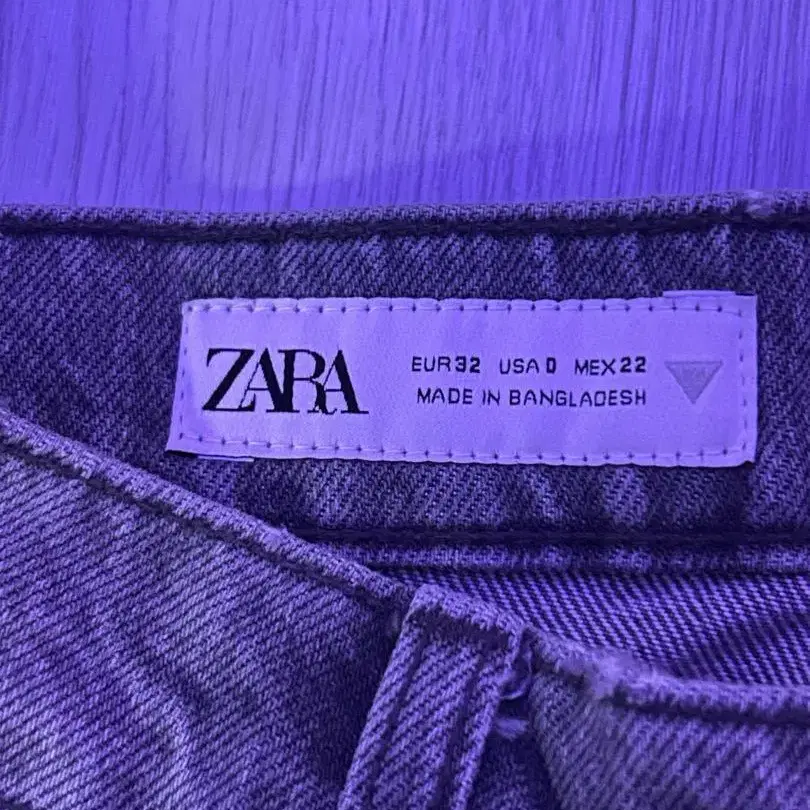 ZARA
EUR 32 USA 0 MEX 22
MADE IN BANGLADESH